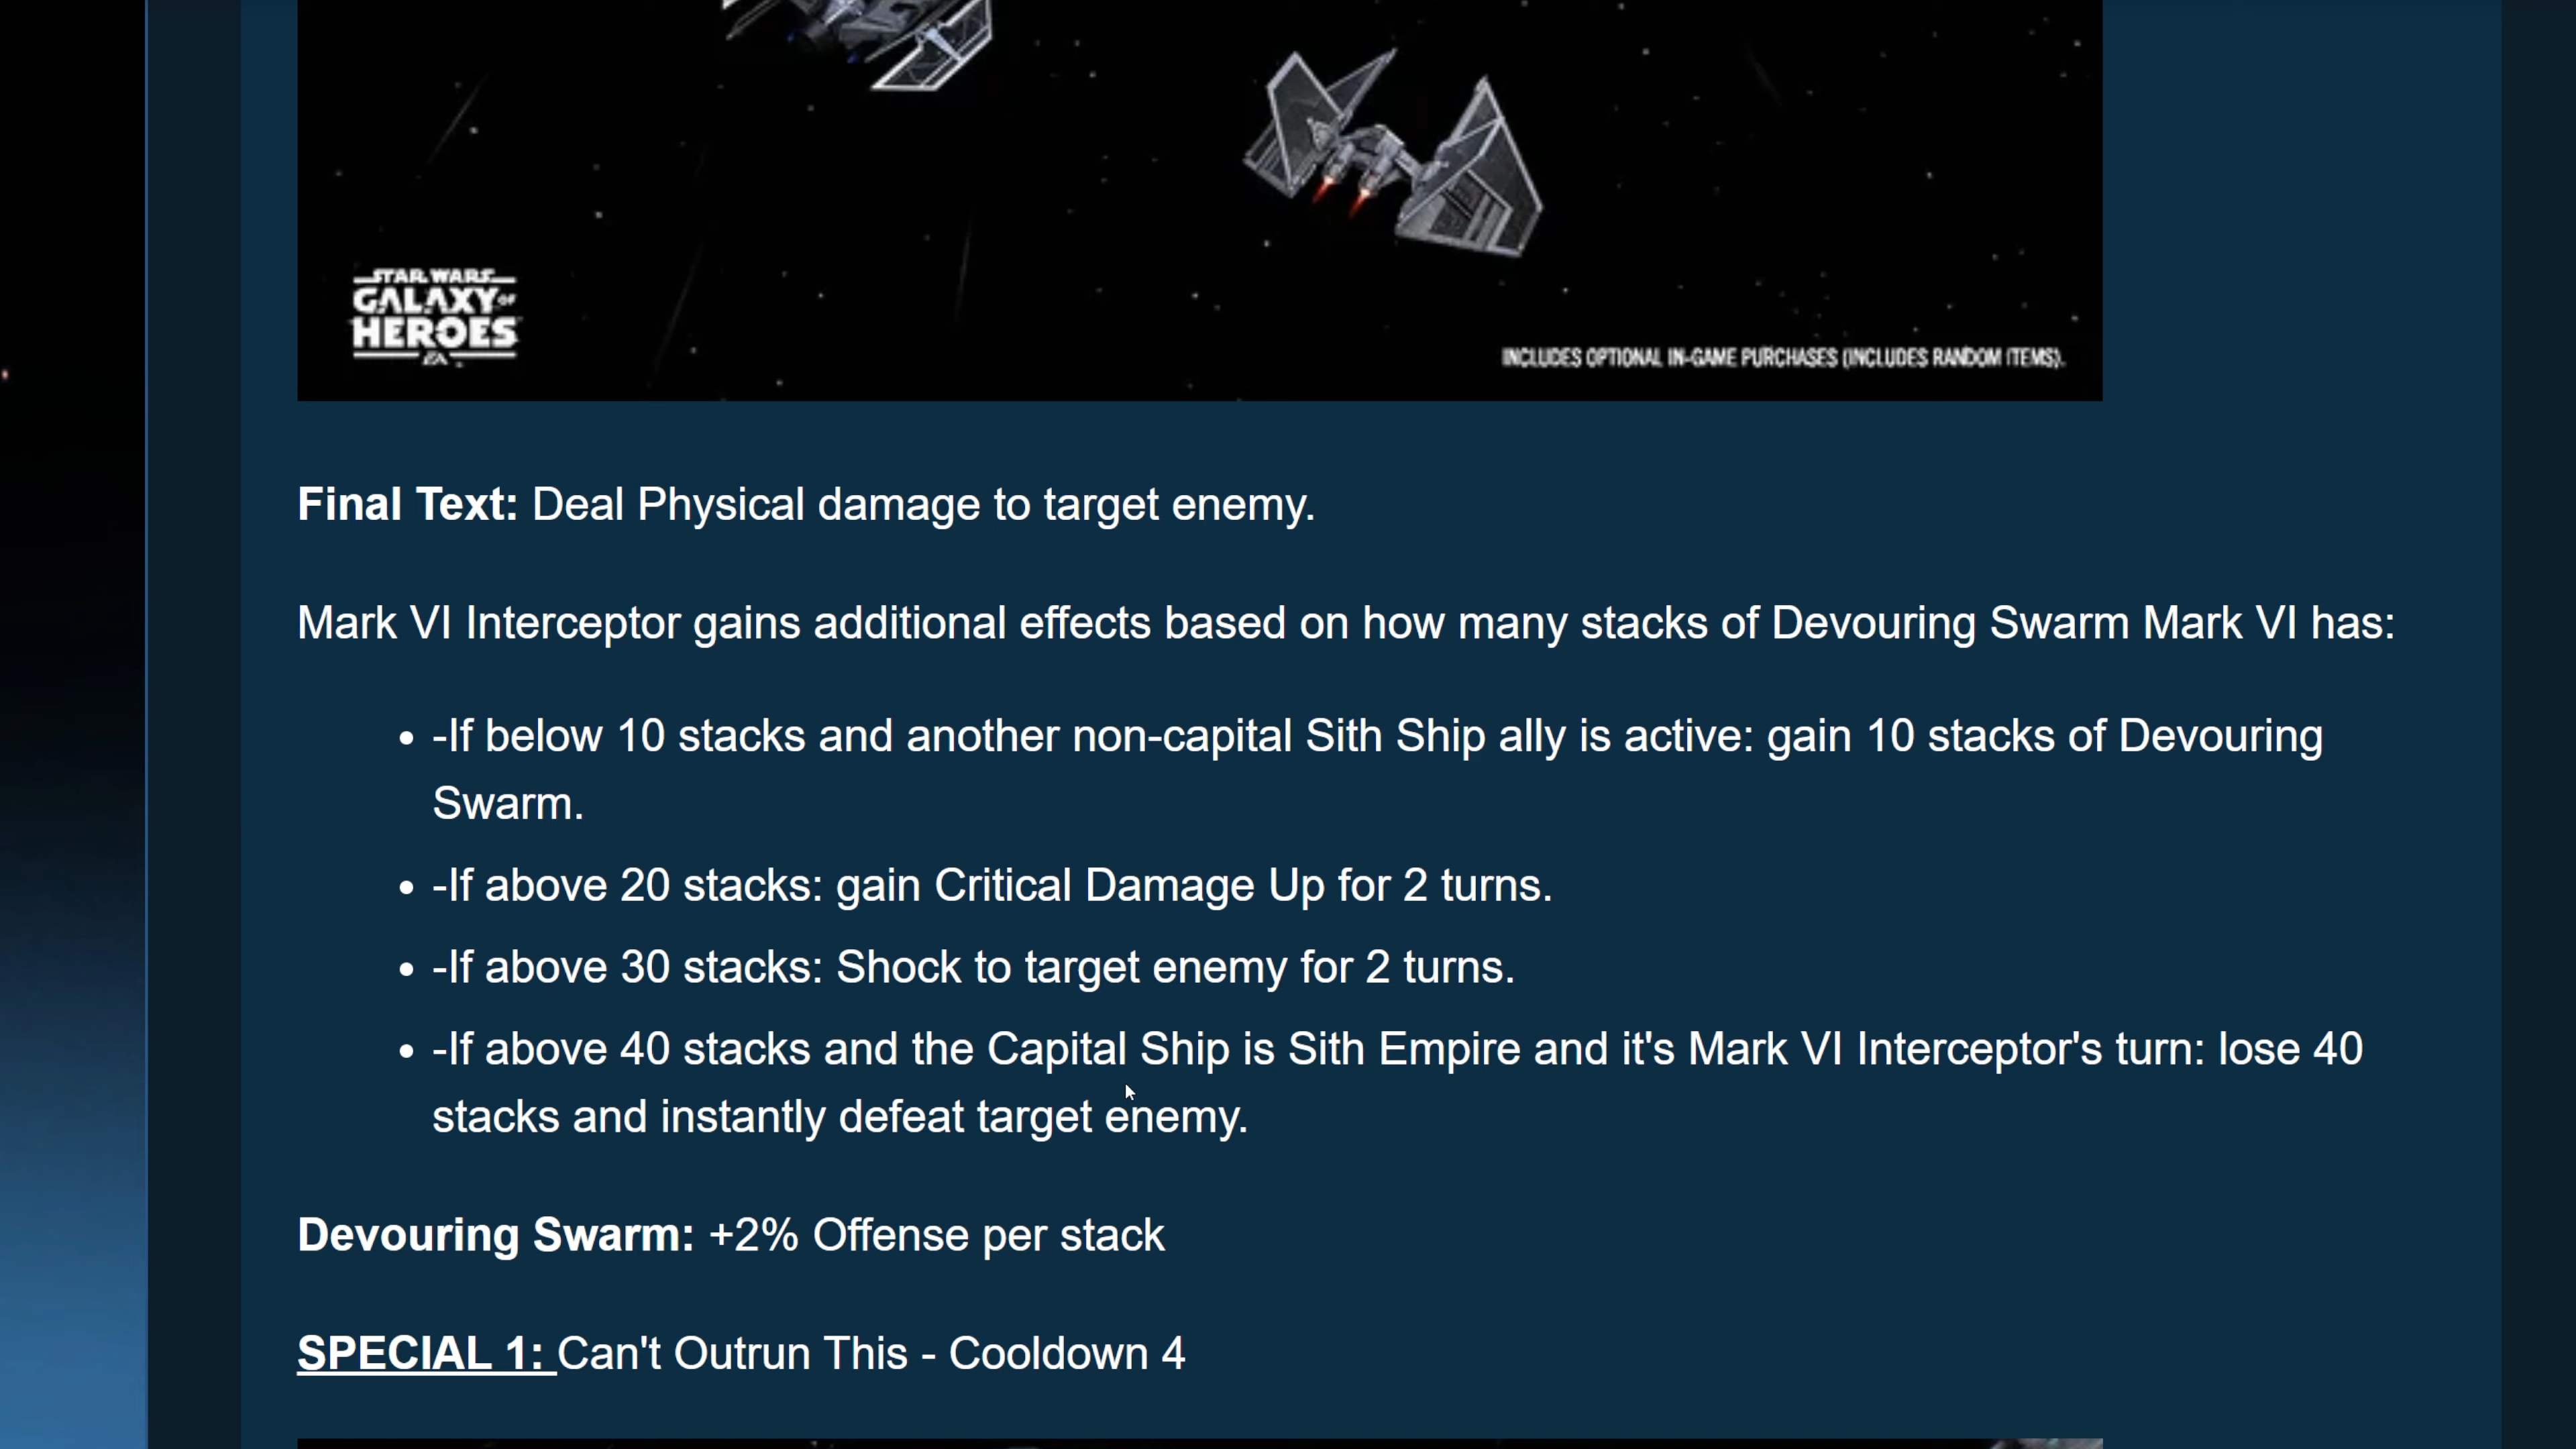 STAR WARS
GALAXY OF
HEROES
EA
INCLUDES OPTIONAL IN-GAME PURCHASES (INCLUDES RANDOM ITEMS).
Final Text: Deal Physical damage to target enemy.
Mark VI Interceptor gains additional effects based on how many stacks of Devouring Swarm Mark VI has:
• -If below 10 stacks and another non-capital Sith Ship ally is active: gain 10 stacks of Devouring
Swarm.
• -If above 20 stacks: gain Critical Damage Up for 2 turns.
• -If above 30 stacks: Shock to target enemy for 2 turns.
• -If above 40 stacks and the Capital Ship is Sith Empire and it's Mark VI Interceptor's turn: lose 40
stacks and instantly defeat target enemy.
Devouring Swarm: +2% Offense per stack
SPECIAL 1: Can't Outrun This - Cooldown 4